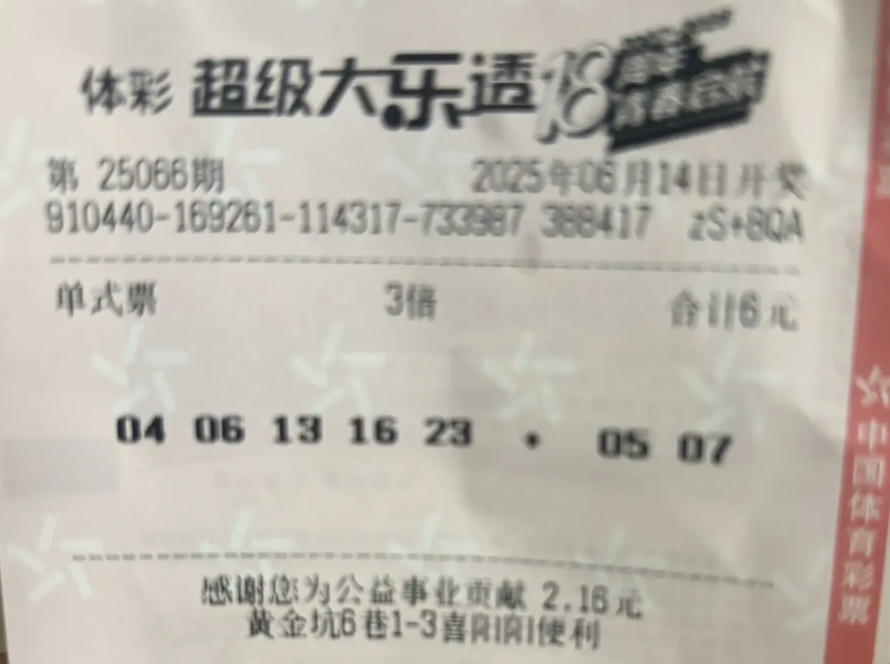 体彩 超级大乐透 18
第 25066期 2025年06月14日开奖
910440-169261-114317-733987 388417 zS+8QA
单式票 3倍 合计6元
04 06 13 16 23 + 05 07
感谢您为公益事业贡献 2.16元
黄金坑6巷1-3喜阳阳便利
中国体育彩票